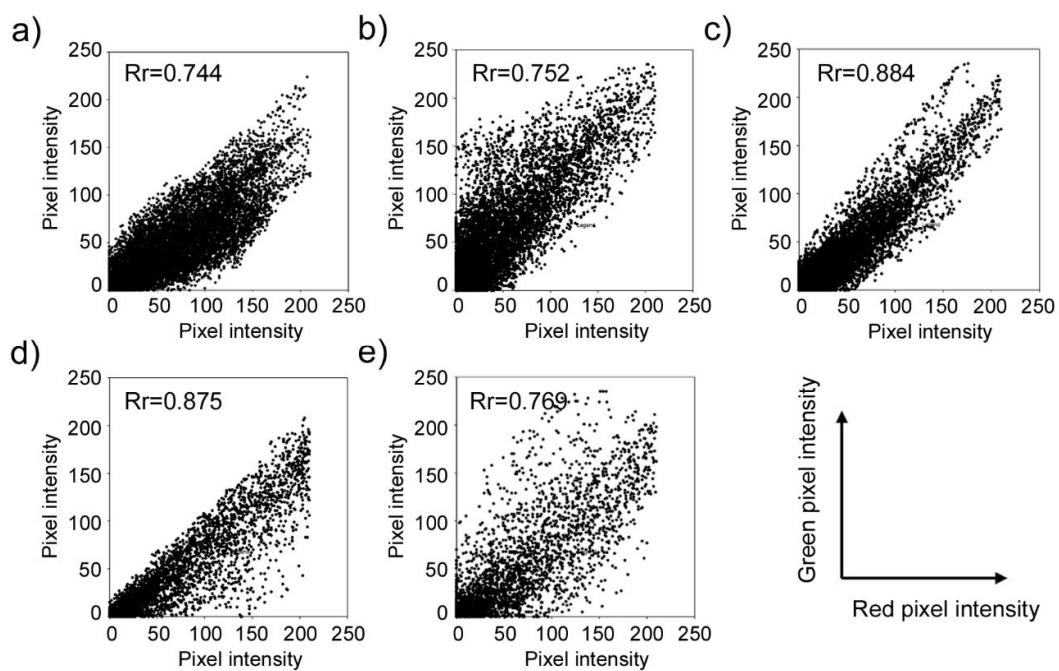 a)
Rr=0.744
250
200
150
100
50
0
Pixel intensity
0 50 100 150 200 250
Pixel intensity
b)
Rr=0.752
250
200
150
100
50
0
Pixel intensity
Legend
0 50 100 150 200 250
Pixel intensity
c)
Rr=0.884
250
200
150
100
50
0
Pixel intensity
0 50 100 150 200 250
Pixel intensity
d)
Rr=0.875
250
200
150
100
50
0
Pixel intensity
0 50 100 150 200 250
Pixel intensity
e)
Rr=0.769
250
200
150
100
50
0
Pixel intensity
0 50 100 150 200 250
Pixel intensity
Green pixel intensity
Red pixel intensity